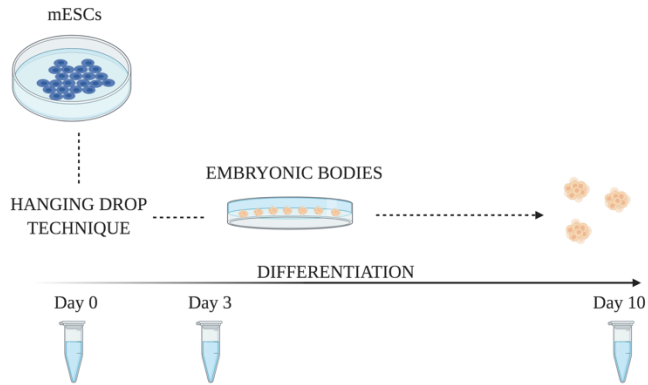 mESCs
EMBRYONIC BODIES
HANGING DROP
TECHNIQUE
DIFFERENTIATION
Day 0
Day 3
Day 10